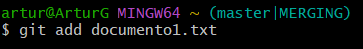 artur@ArturG MINGW64 ~ (master|MERGING)
$ git add documento1.txt